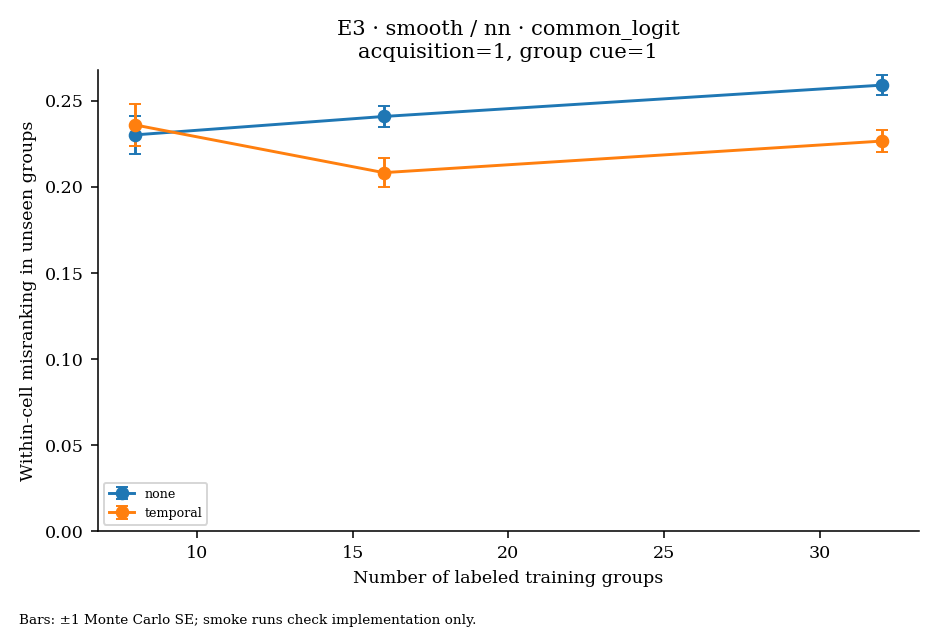 E3 · smooth / nn · common_logit
acquisition=1, group cue=1
Within-cell misranking in unseen groups
0.25
0.20
0.15
0.10
0.05
0.00
none
temporal
10
15
20
25
30
Number of labeled training groups
Bars: ±1 Monte Carlo SE; smoke runs check implementation only.